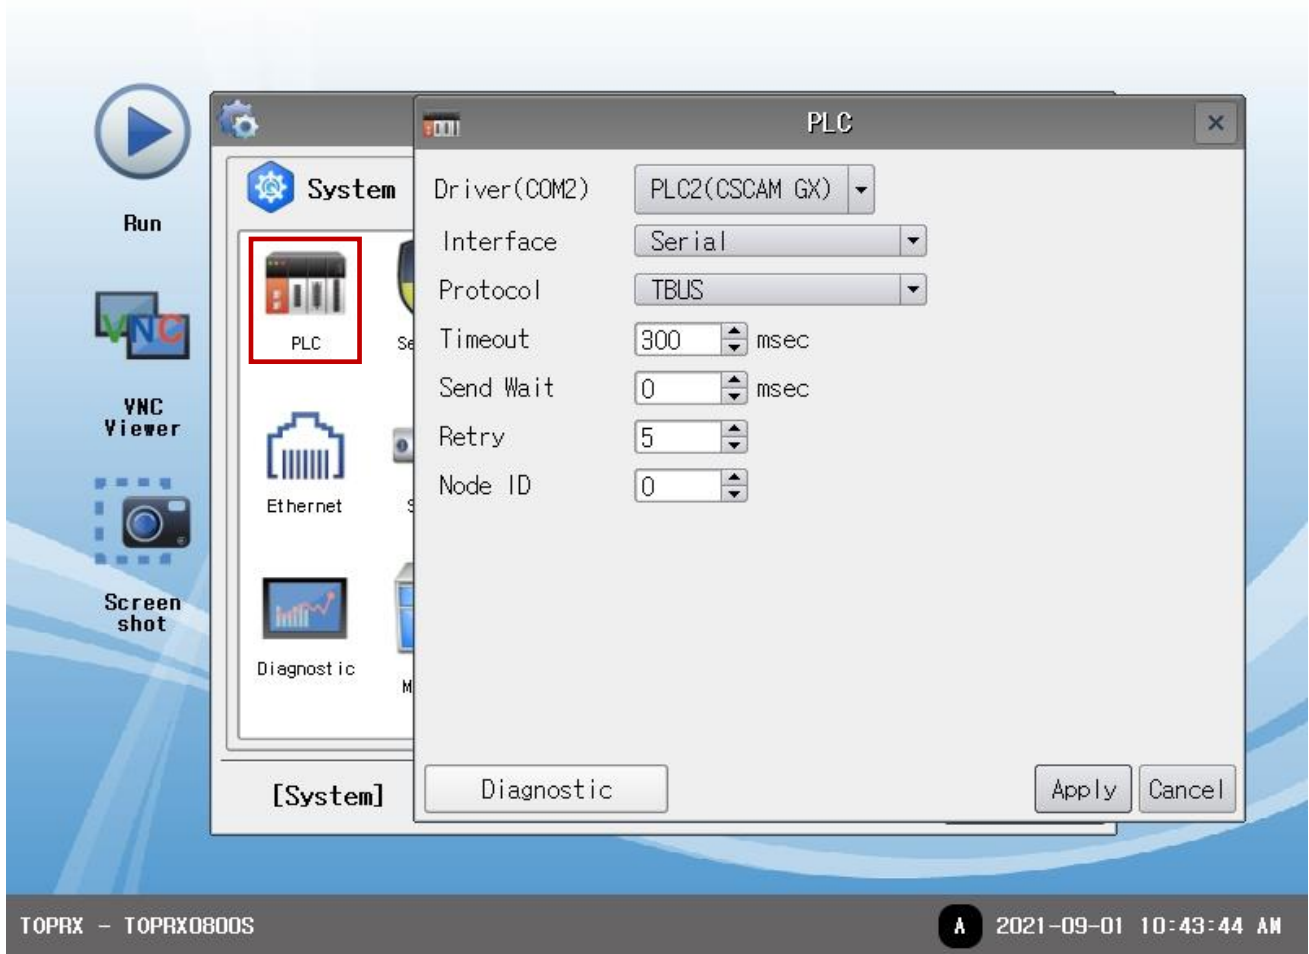 Run
VNC
Viewer
Screen
shot
System
PLC
Se
Ethernet
S
Diagnostic
M
[System]
PLC
Driver(COM2) PLC2(CSCAM GX)
Interface Serial
Protocol TBUS
Timeout 300 msec
Send Wait 0 msec
Retry 5
Node ID 0
Diagnostic Apply Cancel
TOPRX - TOPRX0800S A 2021-09-01 10:43:44 AM